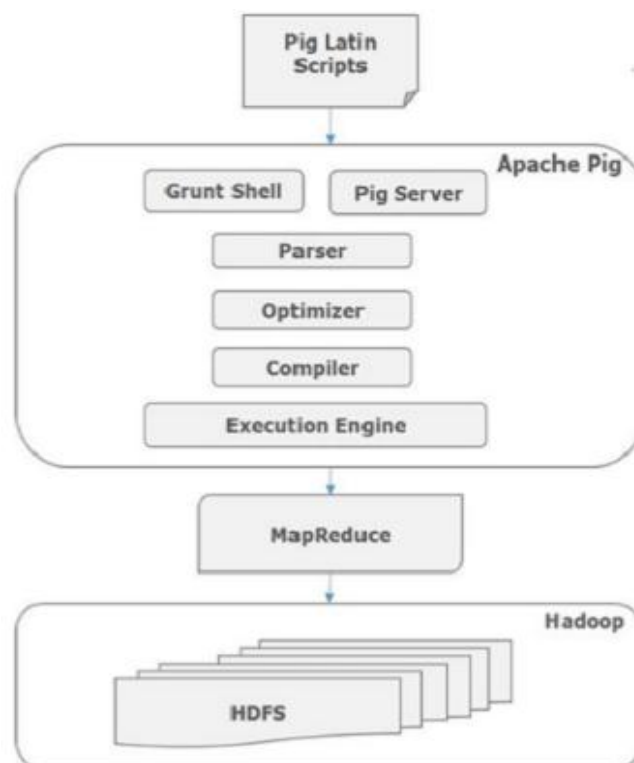 Pig Latin
Scripts
Apache Pig
Grunt Shell
Pig Server
Parser
Optimizer
Compiler
Execution Engine
MapReduce
Hadoop
HDFS